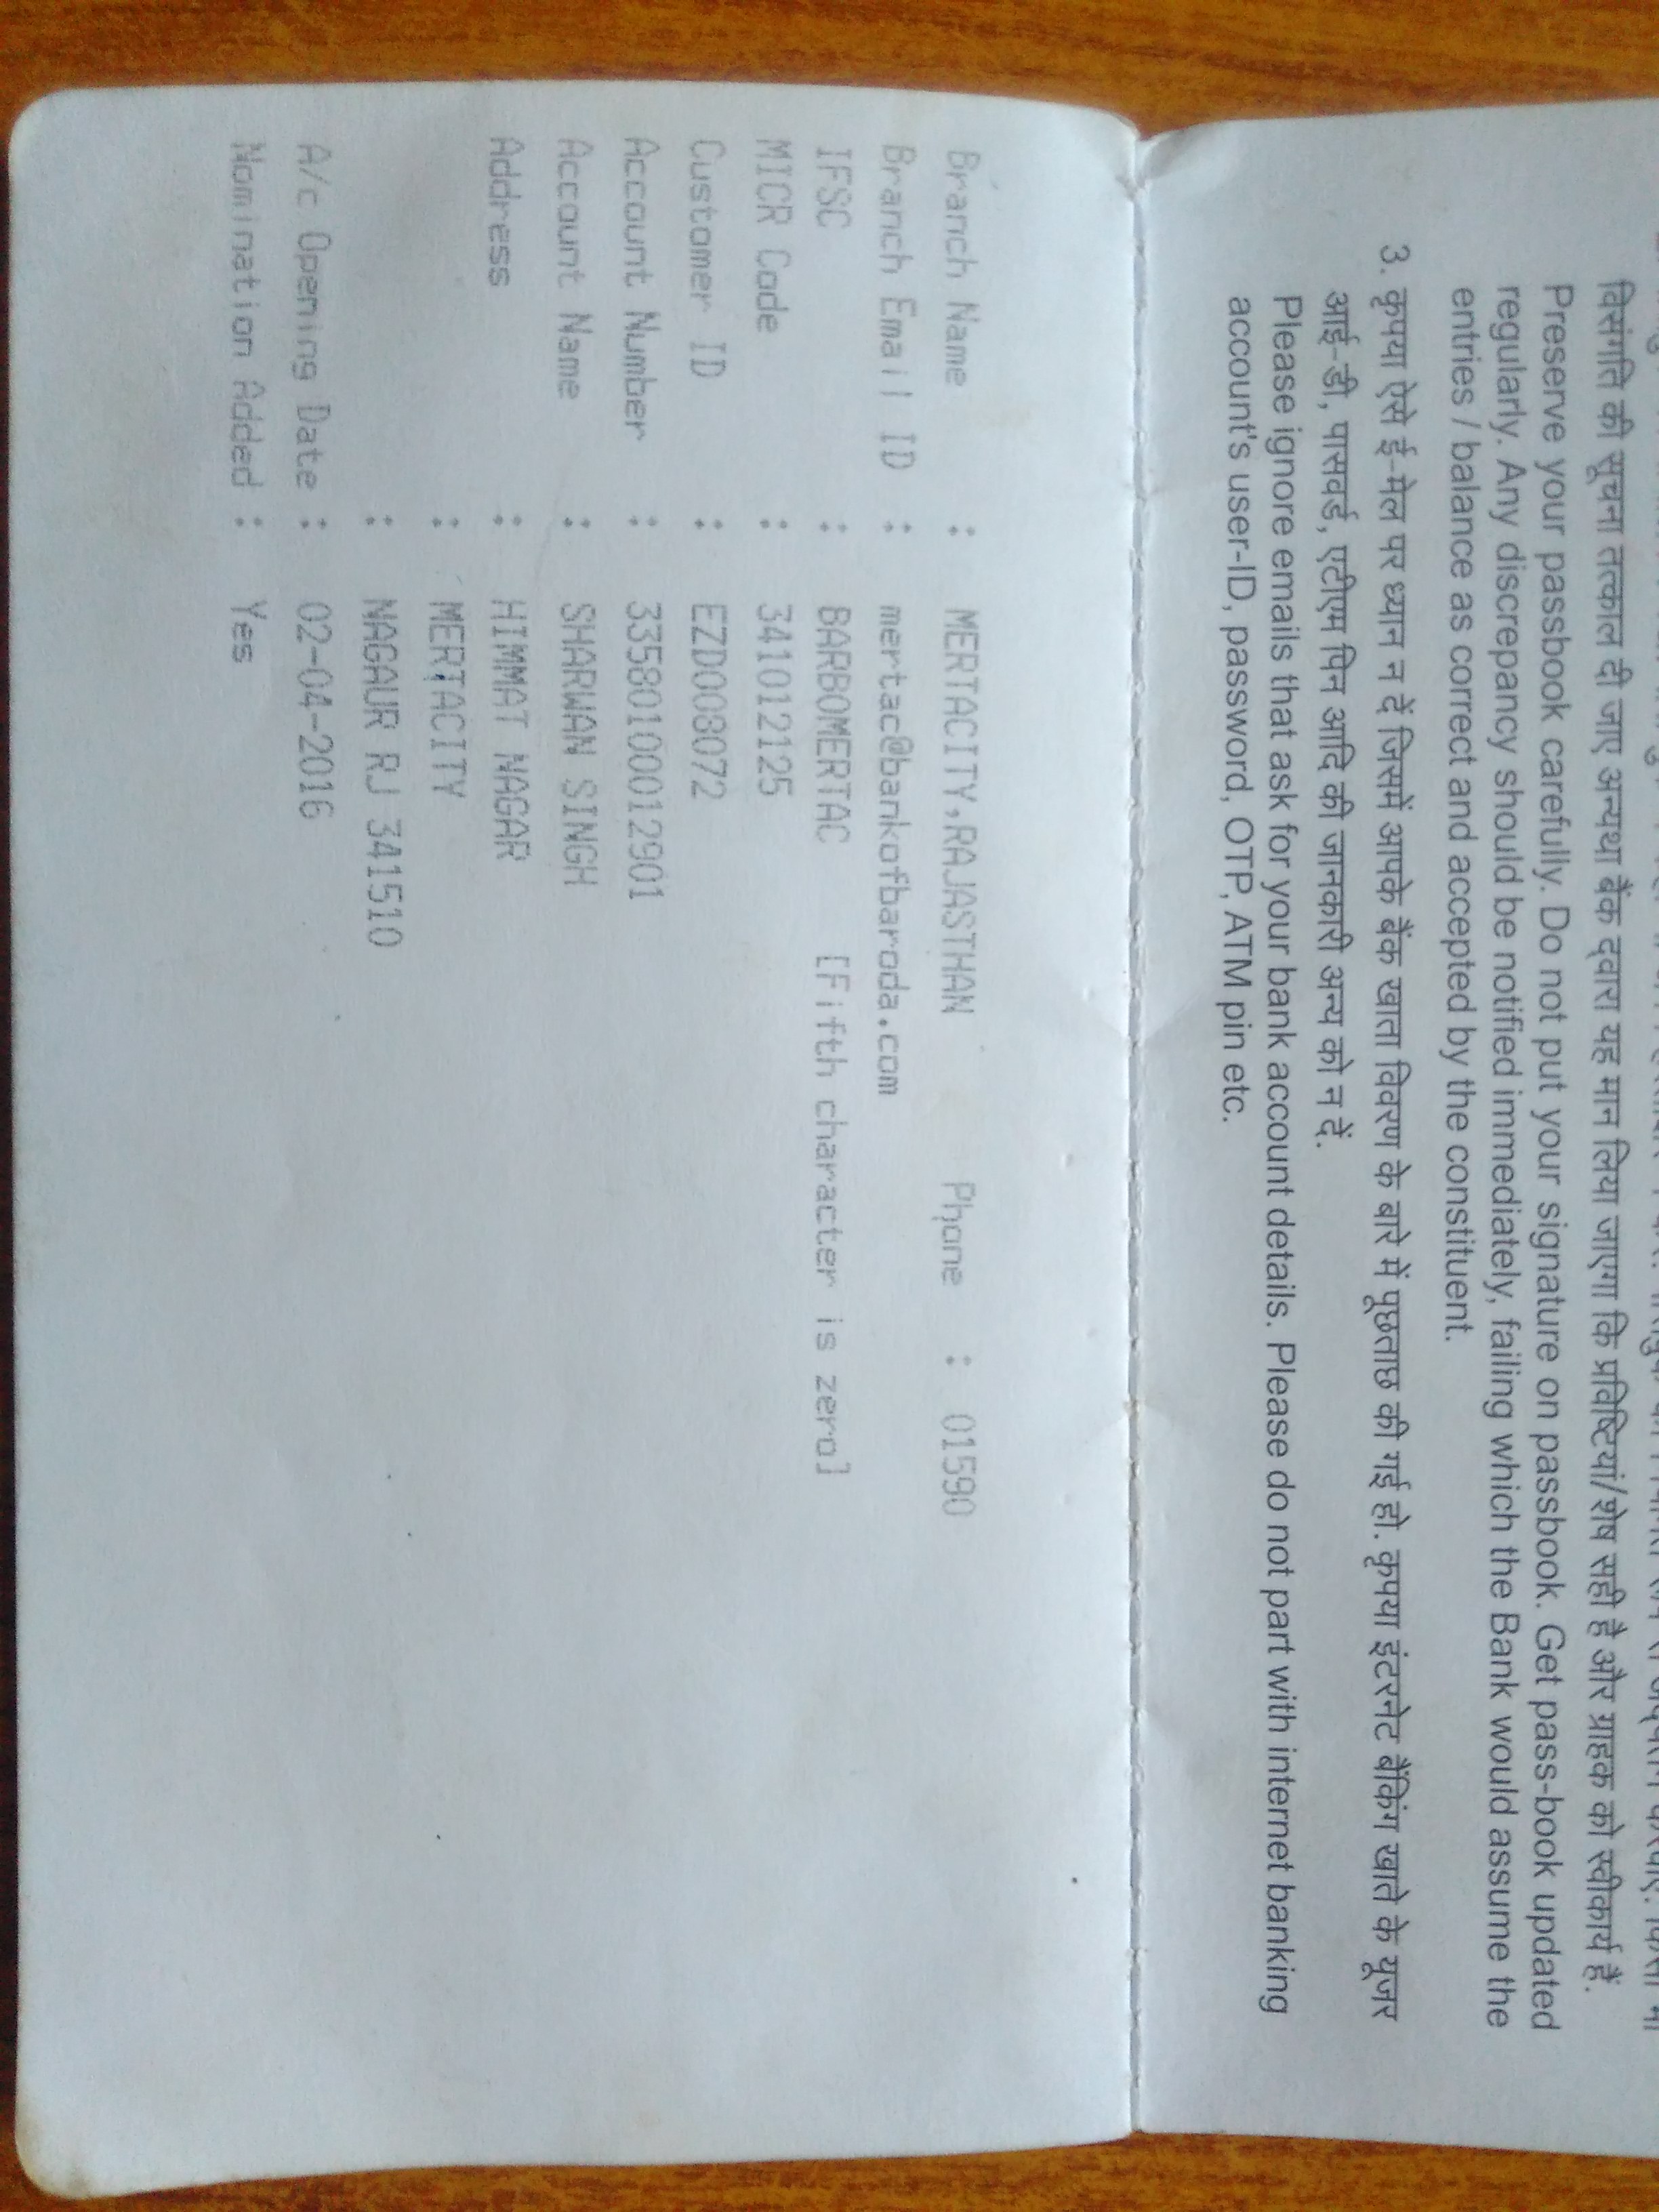 विसंगति की सूचना तत्काल दी जाए अन्यथा बैंक द्वारा यह मान लिया जाएगा कि प्रविष्टियां/शेष सही है और ग्राहक को स्वीकार्य हैं.
Preserve your passbook carefully. Do not put your signature on passbook. Get pass-book updated
regularly. Any discrepancy should be notified immediately, failing which the Bank would assume the
entries / balance as correct and accepted by the constituent.
3. कृपया ऐसे ई-मेल पर ध्यान न दें जिसमें आपके बैंक खाता विवरण के बारे में पूछताछ की गई हो. कृपया इंटरनेट बैंकिंग खाते के यूजर
आई-डी, पासवर्ड, एटीएम पिन आदि की जानकारी अन्य को न दें.
Please ignore emails that ask for your bank account details. Please do not part with internet banking
account's user-ID, password, OTP, ATM pin etc.
Branch Name : MERTACITY,RAJASTHAN Phone : 01590
Branch Email ID : mertac@bankofbaroda.com
IFSC : BARB0MERTAC [Fifth character is zero]
MICR Code : 341012125
Customer ID : EZD008072
Account Number : 33580100012901
Account Name : SHARWAN SINGH
Address : HIMMAT NAGAR
: MERTACITY
: NAGAUR RJ 341510
A/c Opening Date : 02-04-2016
Nomination Added : Yes